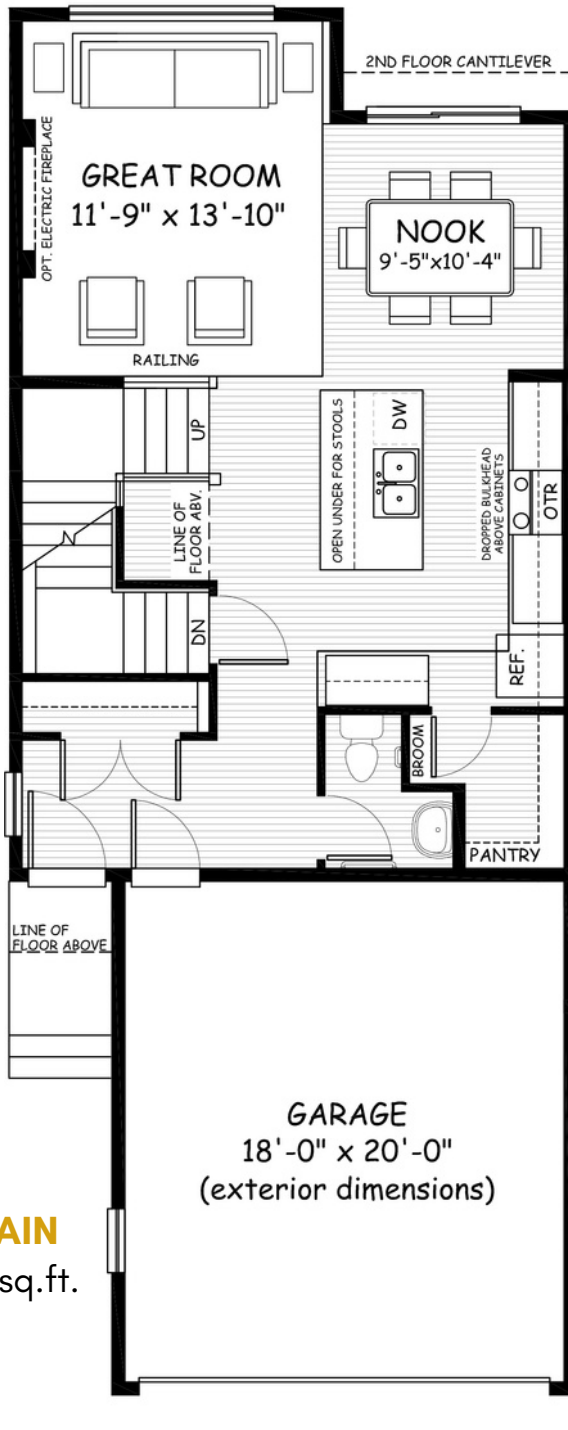 2ND FLOOR CANTILEVER
OPT. ELECTRIC FIREPLACE
GREAT ROOM
11'-9" x 13'-10"
NOOK
9'-5"x10'-4"
RAILING
UP
LINE OF
FLOOR ABV.
OPEN UNDER FOR STOOLS
DW
DROPPED BULKHEAD
ABOVE CABINETS
OTR
DN
REF.
BROOM
PANTRY
LINE OF
FLOOR ABOVE
GARAGE
18'-0" x 20'-0"
(exterior dimensions)
AIN
sq.ft.